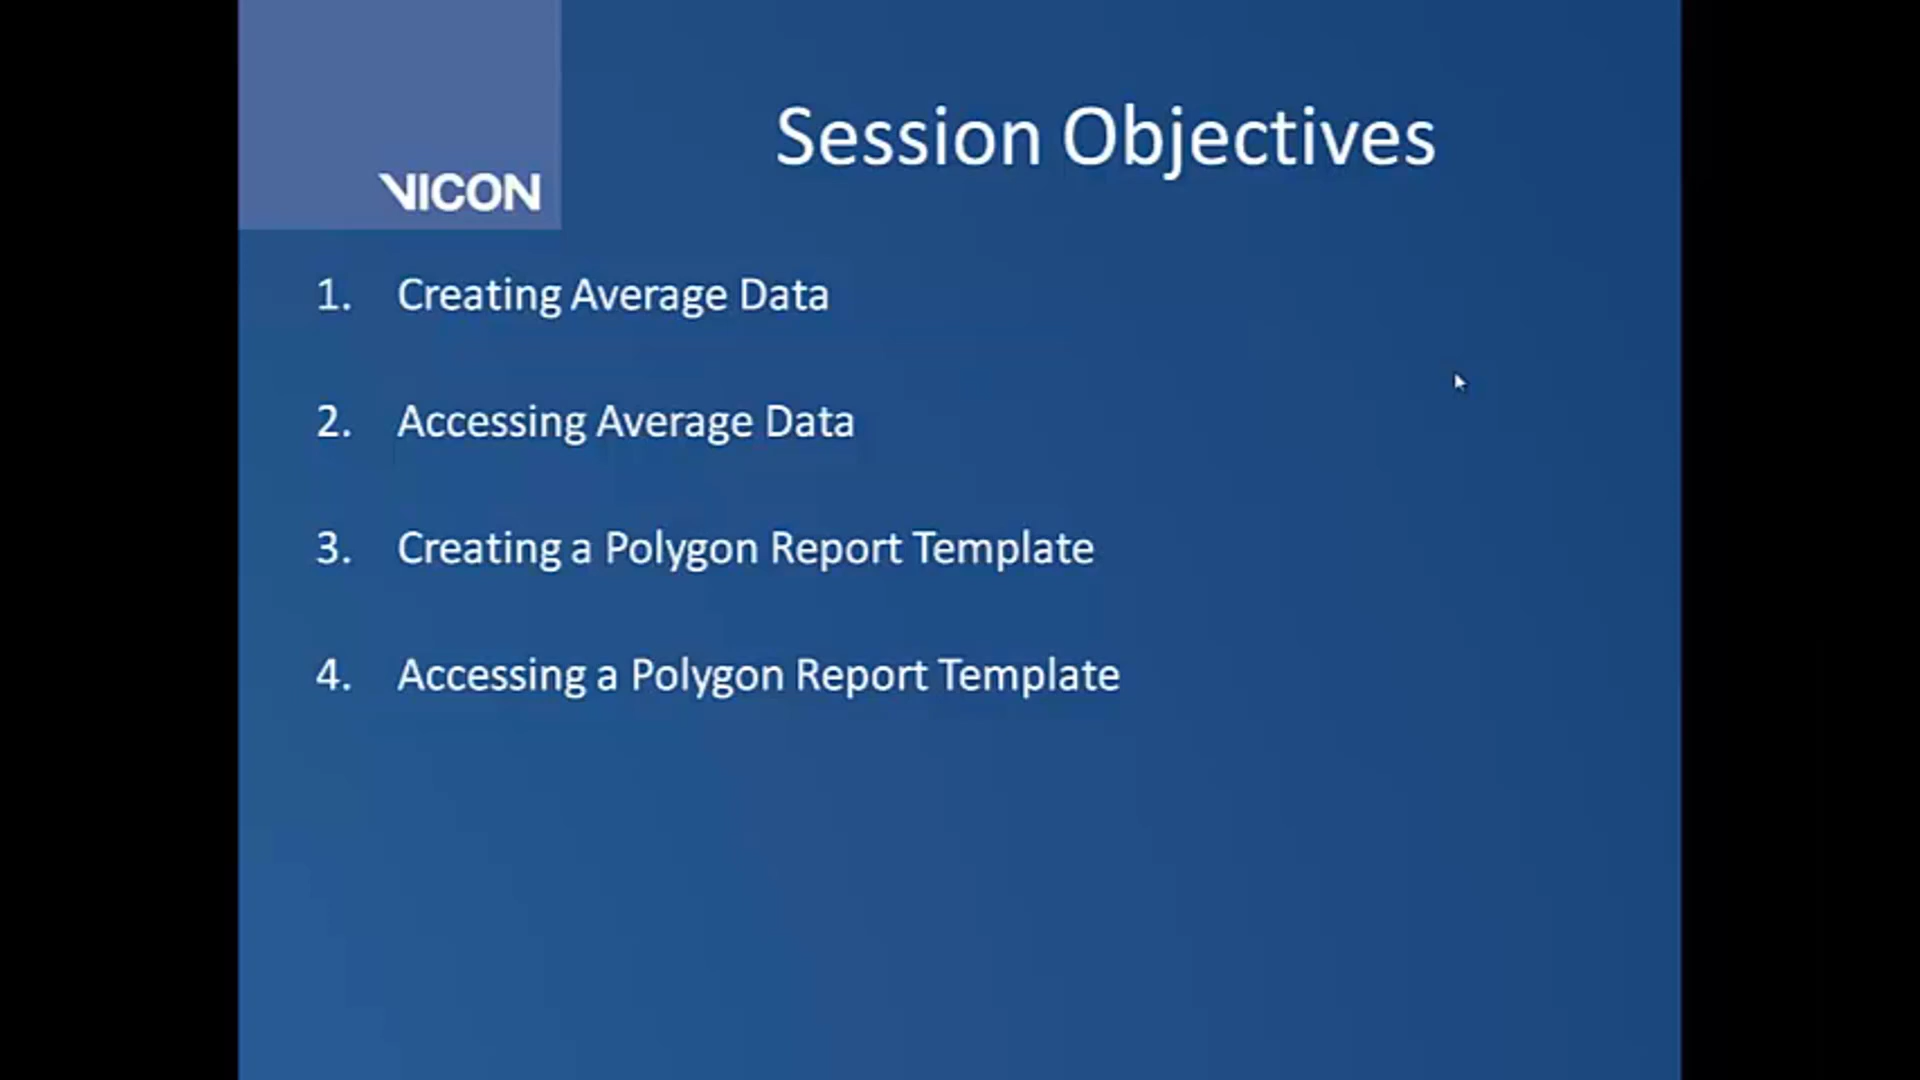 VICON
Session Objectives
1. Creating Average Data
2. Accessing Average Data
3. Creating a Polygon Report Template
4. Accessing a Polygon Report Template